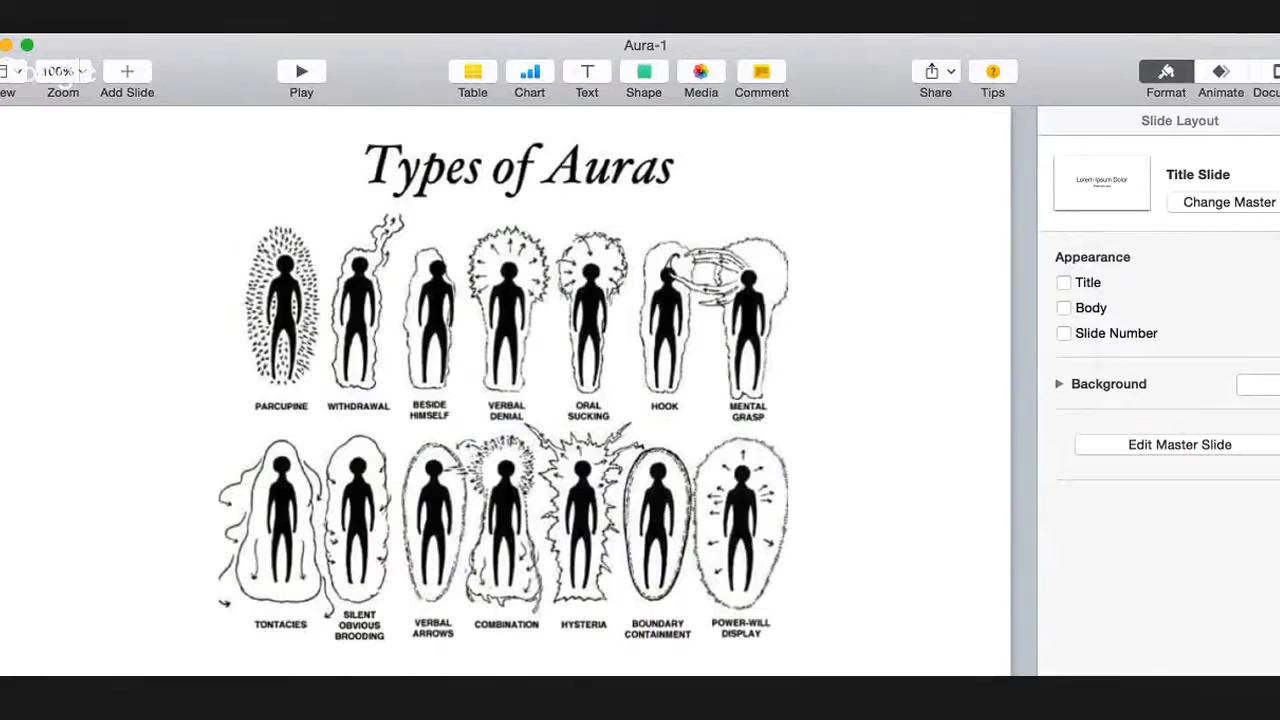 Aura-1
100%
Zoom
Add Slide
Play
Table
Chart
Text
Shape
Media
Comment
Share
Tips
Format
Animate
Slide Layout
Lorem Ipsum Dolor
Title Slide
Change Master
Appearance
Title
Body
Slide Number
Background
Edit Master Slide
Types of Auras
PARCUPINE
WITHDRAWAL
BESIDE
HIMSELF
VERBAL
DENIAL
ORAL
SUCKING
HOOK
MENTAL
GRASP
TONTACIES
SILENT
OBVIOUS
BROODING
VERBAL
ARROWS
COMBINATION
HYSTERIA
BOUNDARY
CONTAINMENT
POWER-WILL
DISPLAY